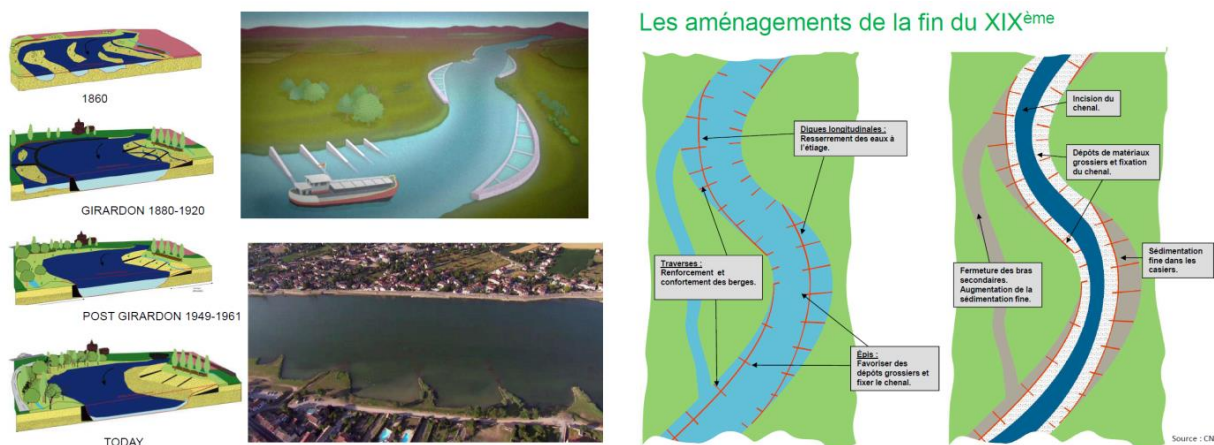 1860
GIRARDON 1880-1920
POST GIRARDON 1949-1961
TODAY
Les aménagements de la fin du XIXème
Digues longitudinales :
Resserrement des eaux à
l'étiage.
Traverses :
Renforcement et
confortement des berges.
Épis :
Favoriser des
dépôts grossiers et
fixer le chenal.
Incision du
chenal.
Dépôts de matériaux
grossiers et fixation
du chenal.
Sédimentation
fine dans les
casiers.
Fermeture des bras
secondaires.
Augmentation de la
sédimentation fine.
Source : CN